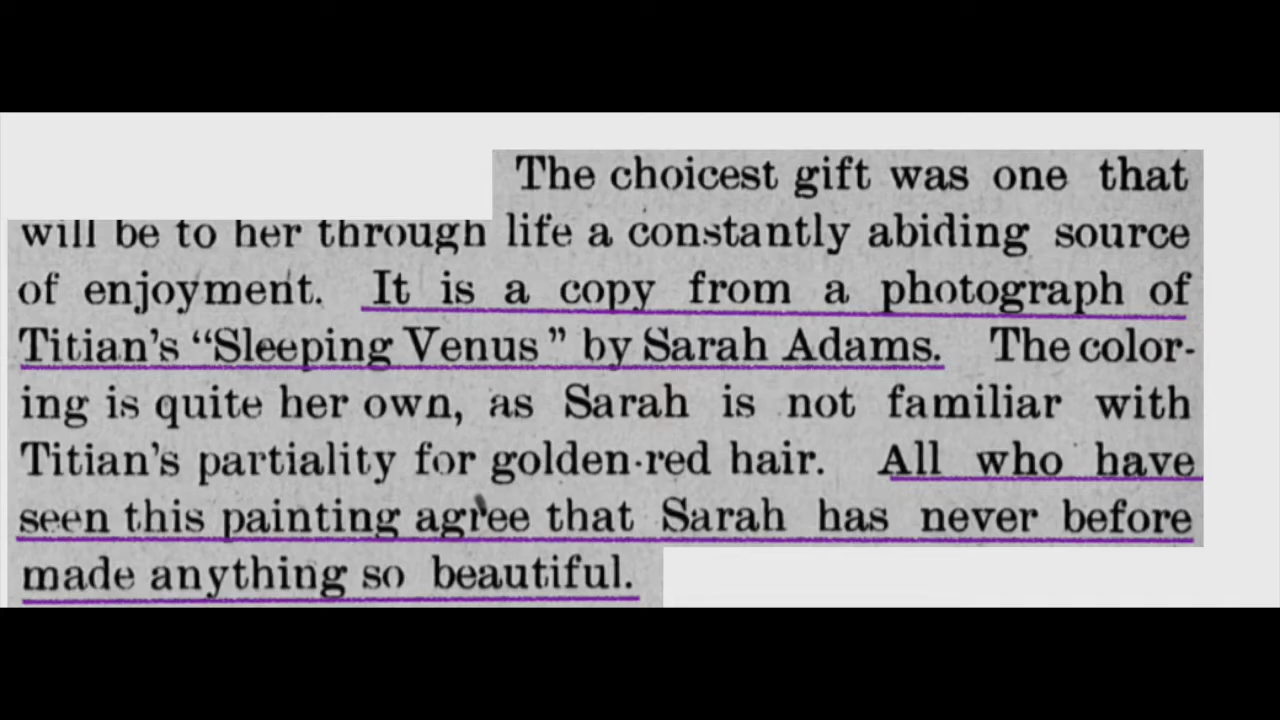 The choicest gift was one that
will be to her through life a constantly abiding source
of enjoyment. It is a copy from a photograph of
Titian's “Sleeping Venus” by Sarah Adams. The color-
ing is quite her own, as Sarah is not familiar with
Titian's partiality for golden-red hair. All who have
seen this painting agree that Sarah has never before
made anything so beautiful.